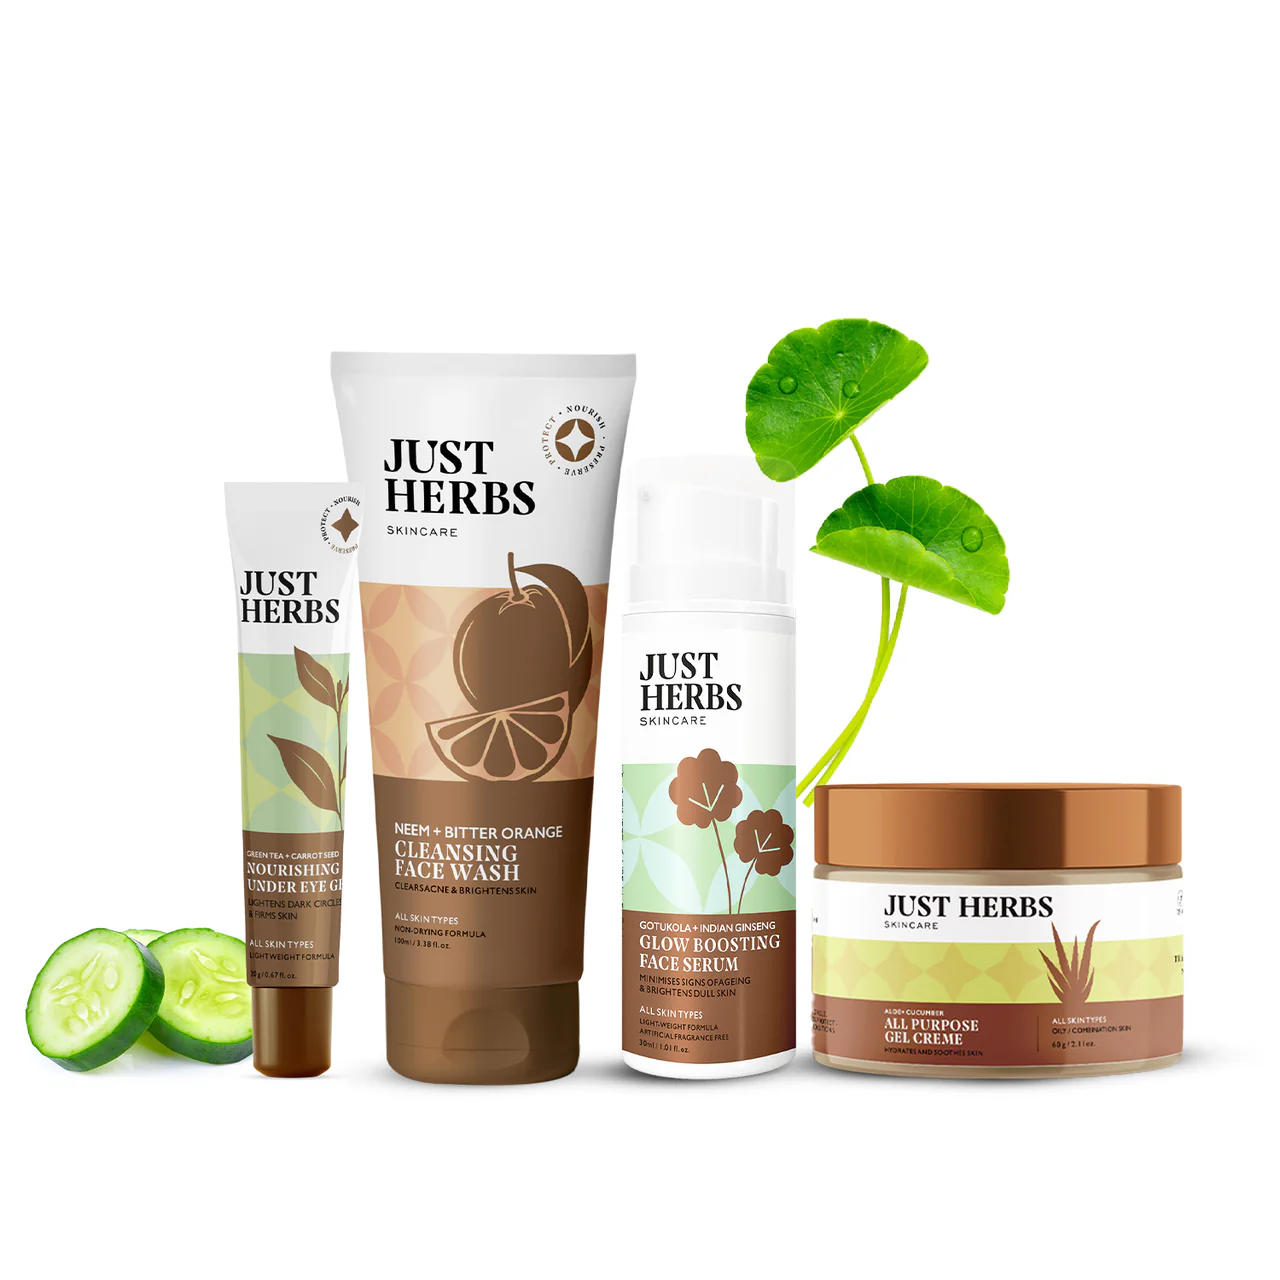 PROTECT • NOURISH • PRESERVE •
JUST
HERBS
GREEN TEA + CARROT SEED
NOURISHING
UNDER EYE GE
LIGHTENS DARK CIRCLES
& FIRMS SKIN
ALL SKIN TYPES
LIGHTWEIGHT FORMULA
20 g / 0.67 fl. oz.
PROTECT • NOURISH • PRESERVE •
JUST
HERBS
SKINCARE
NEEM + BITTER ORANGE
CLEANSING
FACE WASH
CLEARS ACNE & BRIGHTENS SKIN
ALL SKIN TYPES
NON-DRYING FORMULA
100ml / 3.38 fl. oz.
JUST
HERBS
SKINCARE
GOTUKOLA + INDIAN GINSENG
GLOW BOOSTING
FACE SERUM
MINIMISES SIGNS OF AGEING
& BRIGHTENS DULL SKIN
ALL SKIN TYPES
LIGHT-WEIGHT FORMULA
ARTIFICIAL FRAGRANCE FREE
30ml / 1.01 fl. oz.
JUST HERBS
SKINCARE
ALOE + CUCUMBER
ALL PURPOSE
GEL CREME
HYDRATES AND SOOTHES SKIN
ALL SKIN TYPES
OILY / COMBINATION SKIN
60 g / 2.11 oz.